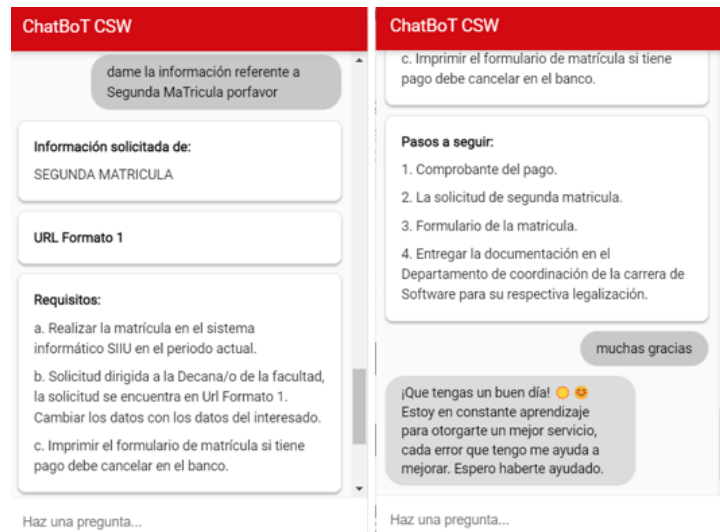 ChatBoT CSW
dame la información referente a
Segunda MaTricula porfavor
Información solicitada de:
SEGUNDA MATRICULA
URL Formato 1
Requisitos:
a. Realizar la matrícula en el sistema
informático SIIU en el periodo actual.
b. Solicitud dirigida a la Decana/o de la facultad,
la solicitud se encuentra en Url Formato 1.
Cambiar los datos con los datos del interesado.
c. Imprimir el formulario de matrícula si tiene
pago debe cancelar en el banco.
Haz una pregunta...
ChatBoT CSW
c. Imprimir el formulario de matrícula si tiene
pago debe cancelar en el banco.
Pasos a seguir:
1. Comprobante del pago.
2. La solicitud de segunda matricula.
3. Formulario de la matricula.
4. Entregar la documentación en el
Departamento de coordinación de la carrera de
Software para su respectiva legalización.
muchas gracias
¡Que tengas un buen día! 🌞 😊
Estoy en constante aprendizaje
para otorgarte un mejor servicio,
cada error que tengo me ayuda a
mejorar. Espero haberte ayudado.
Haz una pregunta...